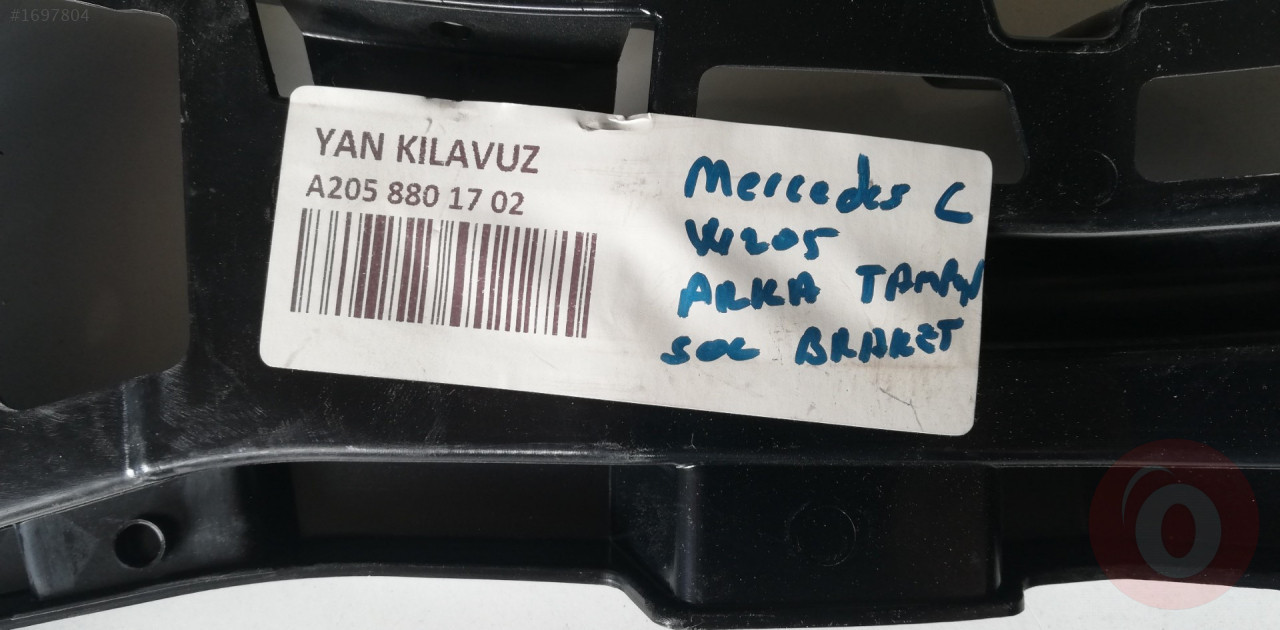 #1697804
YAN KILAVUZ
A205 880 17 02
Mercedes C
W205
ARKA TAMPON
SOL BRAKET